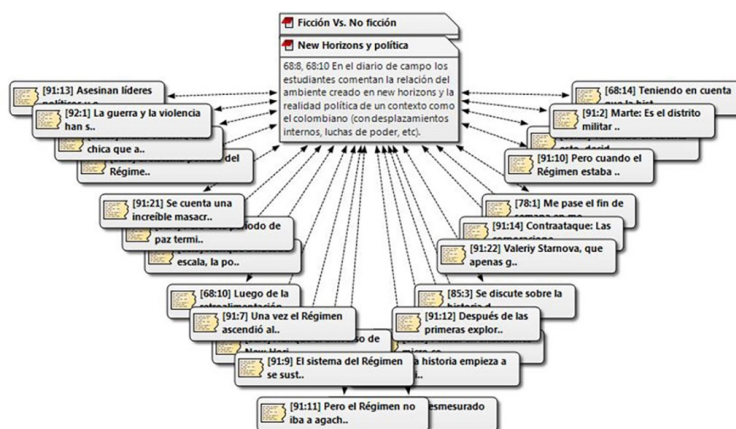 Ficción Vs. No ficción
New Horizons y política
68:8, 68:10 En el diario de campo los
estudiantes comentan la relación del
ambiente creado en new horizons y la
realidad política de un contexto como
el colombiano (con desplazamientos
internos, luchas de poder, etc).
[91:13] Asesinan líderes
[92:1] La guerra y la violencia
han s..
chica que a..
del
Régime..
[91:21] Se cuenta una
increíble masacr..
período de
paz termi..
escala, la po..
[68:10] Luego de la
[91:7] Una vez el Régimen
ascendió al..
[91:9] El sistema del Régimen
se sust..
[91:11] Pero el Régimen no
iba a agach..
[68:14] Teniendo en cuenta
[91:2] Marte: Es el distrito
militar ..
[91:10] Pero cuando el
Régimen estaba ..
[78:1] Me pase el fin de
[91:14] Contraataque: Las
[91:22] Valeriy Starnova, que
apenas g..
[85:3] Se discute sobre la
[91:12] Después de las
primeras explor..
historia empieza a
esmesurado